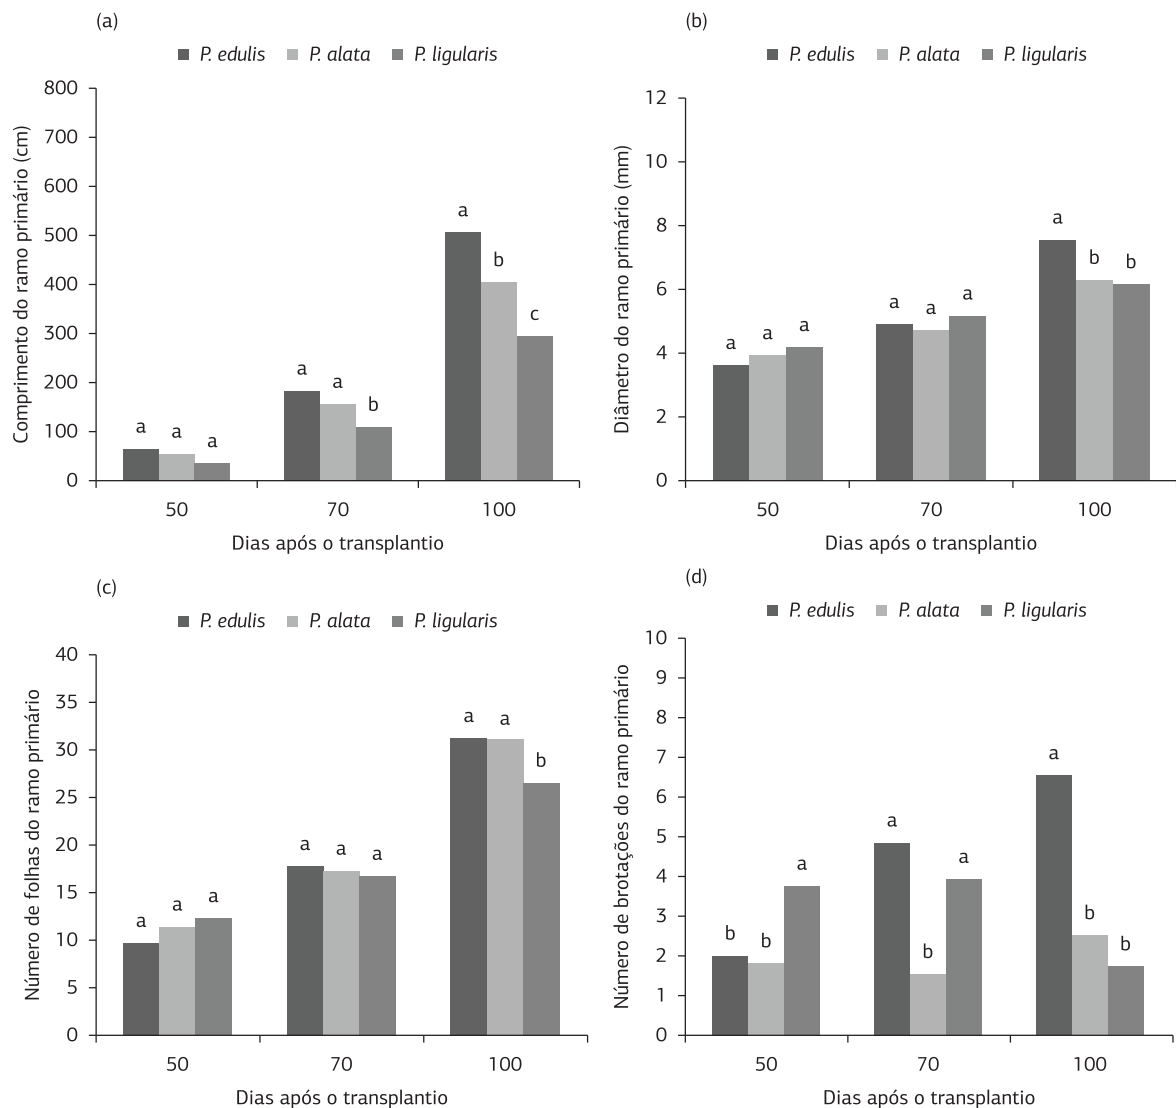 (a)
P. edulis P. alata P. ligularis
Comprimento do ramo primário (cm)
800
700
600
500
400
300
200
100
0
a a a
a a b
a b c
50 70 100
Dias após o transplantio
(b)
P. edulis P. alata P. ligularis
Diâmetro do ramo primário (mm)
12
10
8
6
4
2
0
a a a
a a a
a b b
50 70 100
Dias após o transplantio
(c)
P. edulis P. alata P. ligularis
Número de folhas do ramo primário
40
35
30
25
20
15
10
5
0
a a a
a a a
a a b
50 70 100
Dias após o transplantio
(d)
P. edulis P. alata P. ligularis
Número de brotações do ramo primário
10
9
8
7
6
5
4
3
2
1
0
b b a
a b a
a b b
50 70 100
Dias após o transplantio